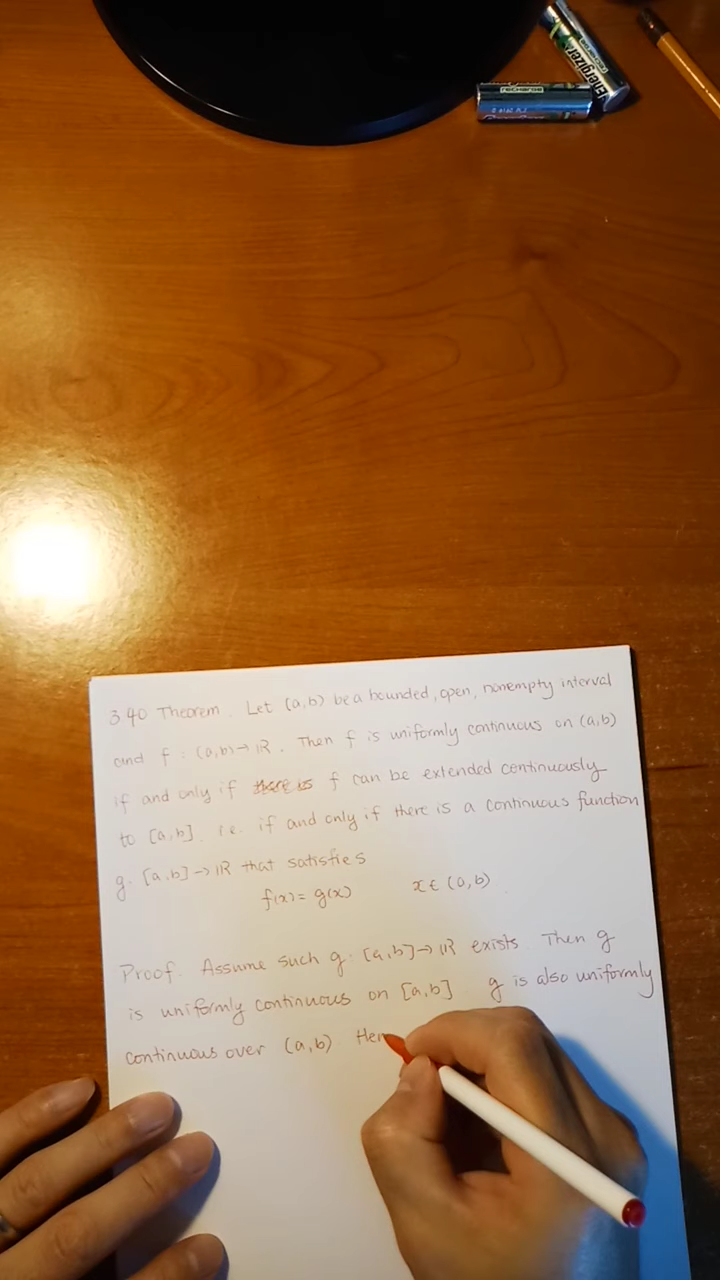 Energizer
recharge
3.40 Theorem. Let (a,b) be a bounded, open, nonempty interval
and f : (a,b) → ℝ. Then f is uniformly continuous on (a,b)
if and only if f can be extended continuously
to [a,b], i.e. if and only if there is a continuous function
g: [a,b] → ℝ that satisfies
f(x) = g(x) x ∈ (a,b)
Proof. Assume such g: [a,b] → ℝ exists. Then g
is uniformly continuous on [a,b]. g is also uniformly
continuous over (a,b). Hen